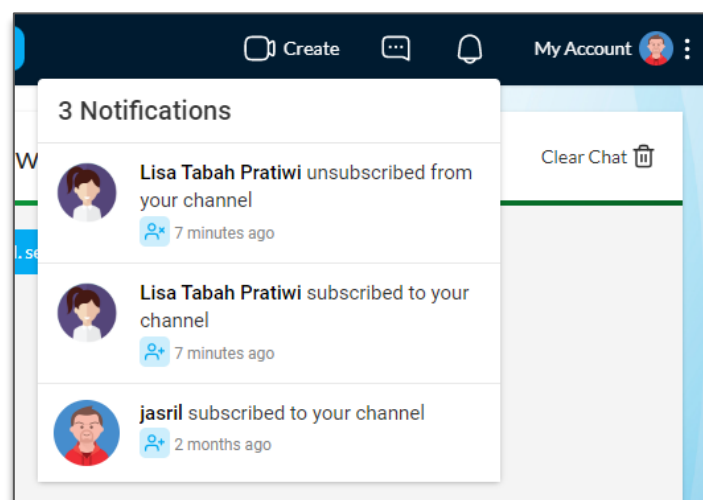 Create
My Account
3 Notifications
Clear Chat
Lisa Tabah Pratiwi unsubscribed from
your channel
7 minutes ago
Lisa Tabah Pratiwi subscribed to your
channel
7 minutes ago
jasril subscribed to your channel
2 months ago